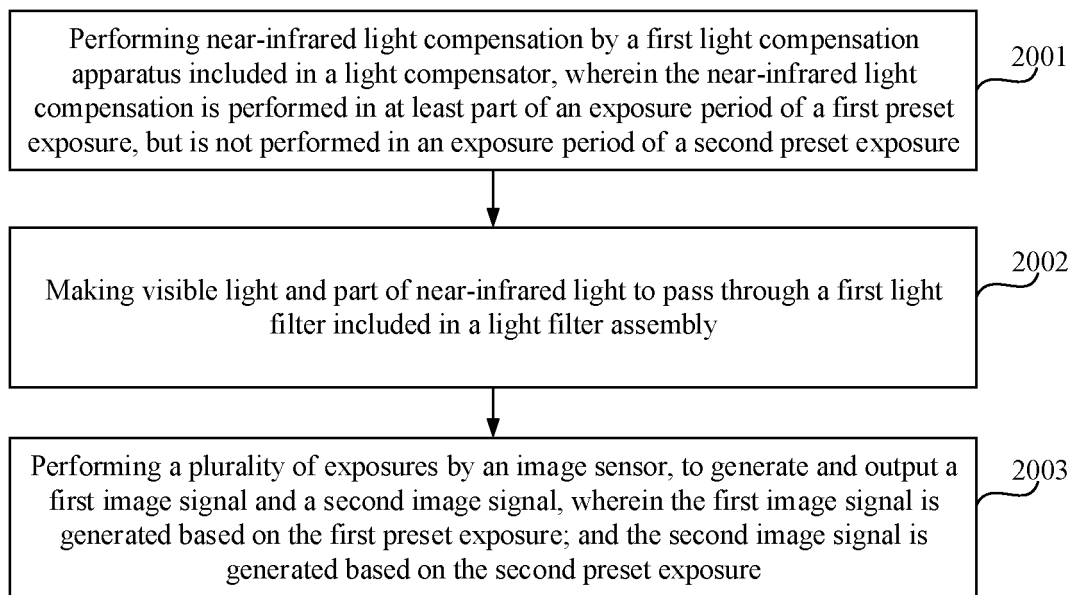 Performing near-infrared light compensation by a first light compensation
apparatus included in a light compensator, wherein the near-infrared light
compensation is performed in at least part of an exposure period of a first preset
exposure, but is not performed in an exposure period of a second preset exposure
2001
Making visible light and part of near-infrared light to pass through a first light
filter included in a light filter assembly
2002
Performing a plurality of exposures by an image sensor, to generate and output a
first image signal and a second image signal, wherein the first image signal is
generated based on the first preset exposure; and the second image signal is
generated based on the second preset exposure
2003